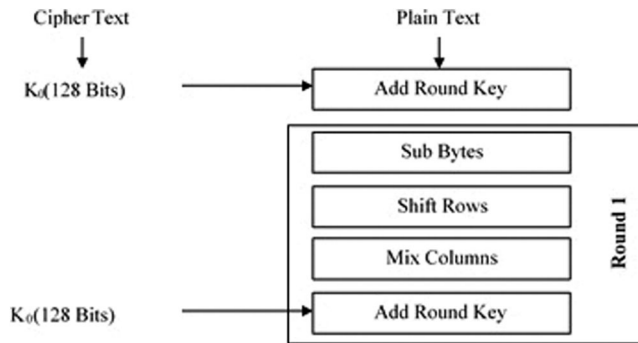 Cipher Text
Plain Text
K₀(128 Bits)
Add Round Key
Sub Bytes
Shift Rows
Mix Columns
Round 1
K₀(128 Bits)
Add Round Key